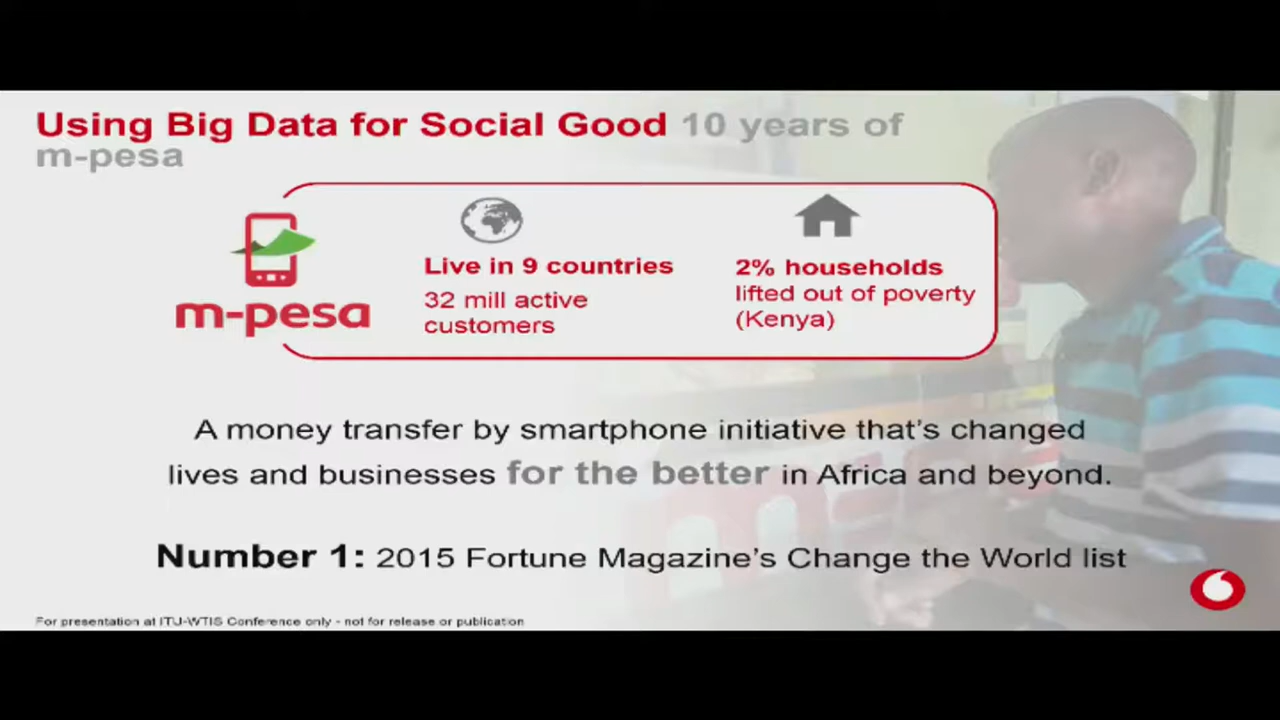 Using Big Data for Social Good 10 years of
m-pesa
m-pesa
Live in 9 countries
32 mill active
customers
2% households
lifted out of poverty
(Kenya)
A money transfer by smartphone initiative that's changed
lives and businesses for the better in Africa and beyond.
Number 1: 2015 Fortune Magazine's Change the World list
For presentation at ITU-WTIS Conference only - not for release or publication